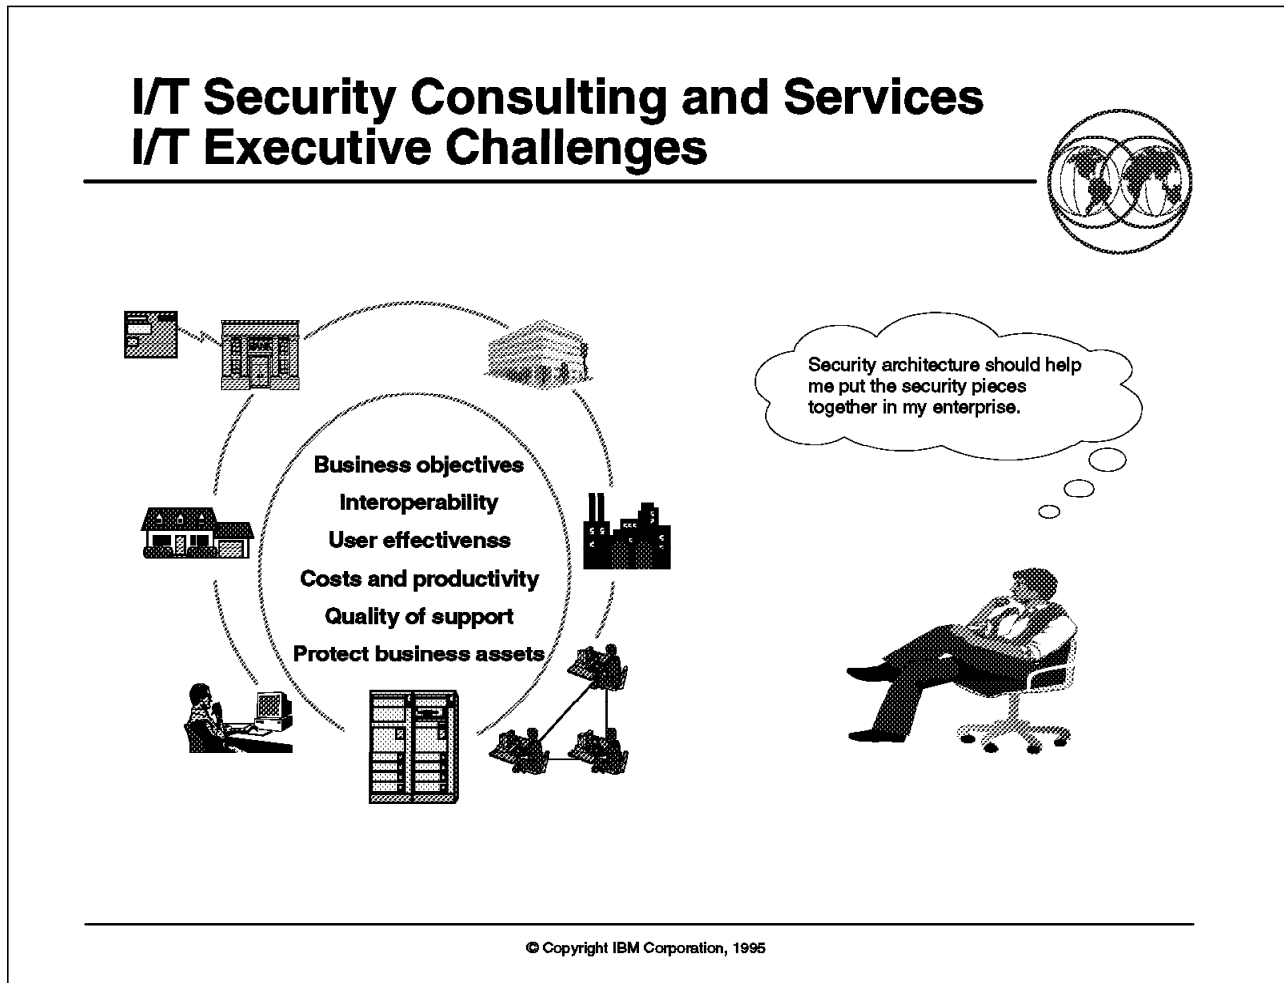 I/T Security Consulting and Services
I/T Executive Challenges
BANK
Business objectives
Interoperability
User effectivenss
Costs and productivity
Quality of support
Protect business assets
Security architecture should help
me put the security pieces
together in my enterprise.
© Copyright IBM Corporation, 1995